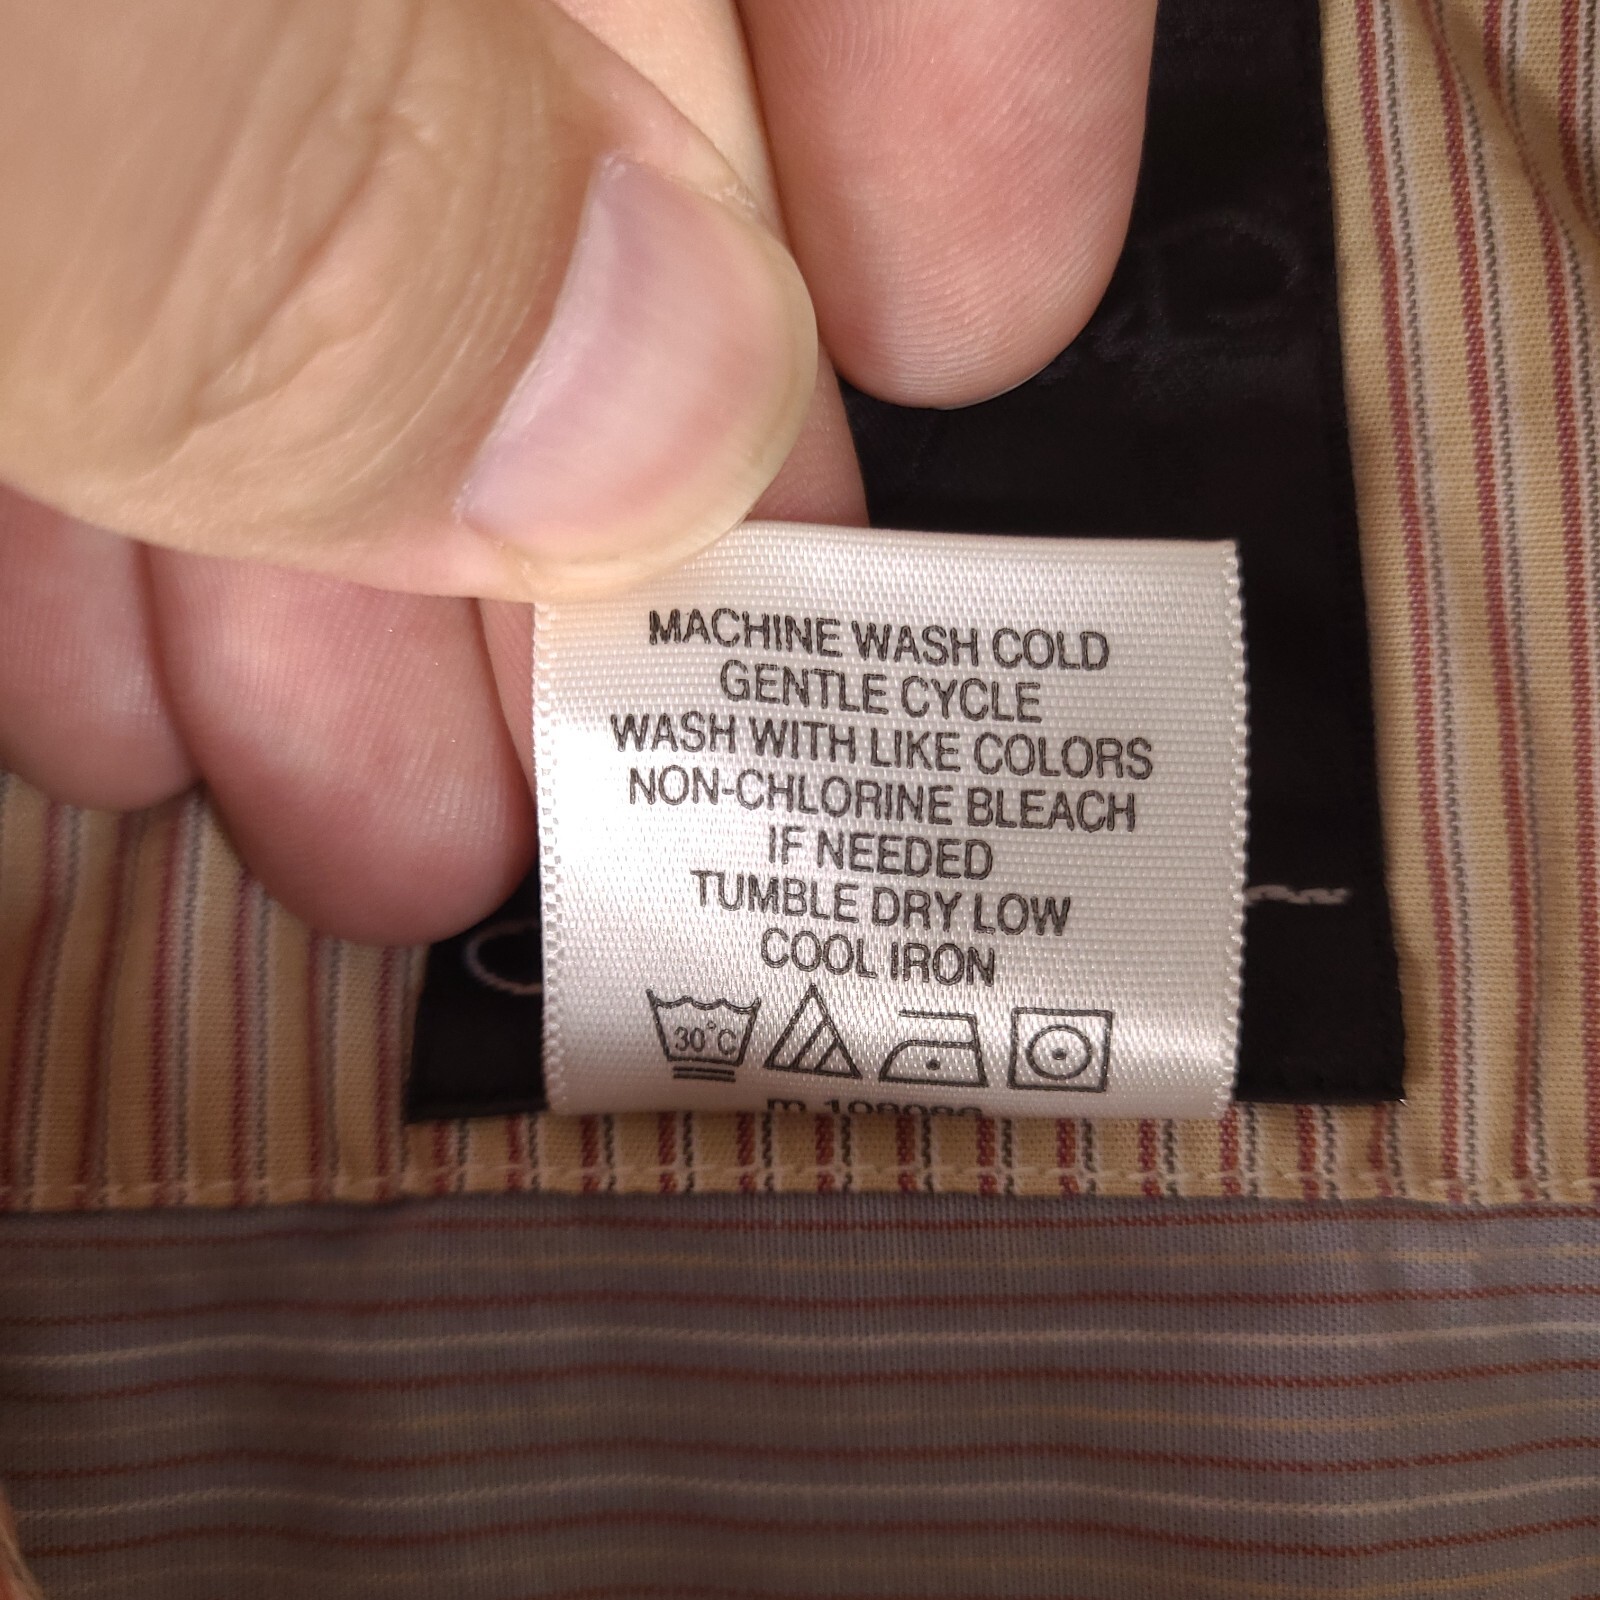 MACHINE WASH COLD
GENTLE CYCLE
WASH WITH LIKE COLORS
NON-CHLORINE BLEACH
IF NEEDED
TUMBLE DRY LOW
COOL IRON
30°C